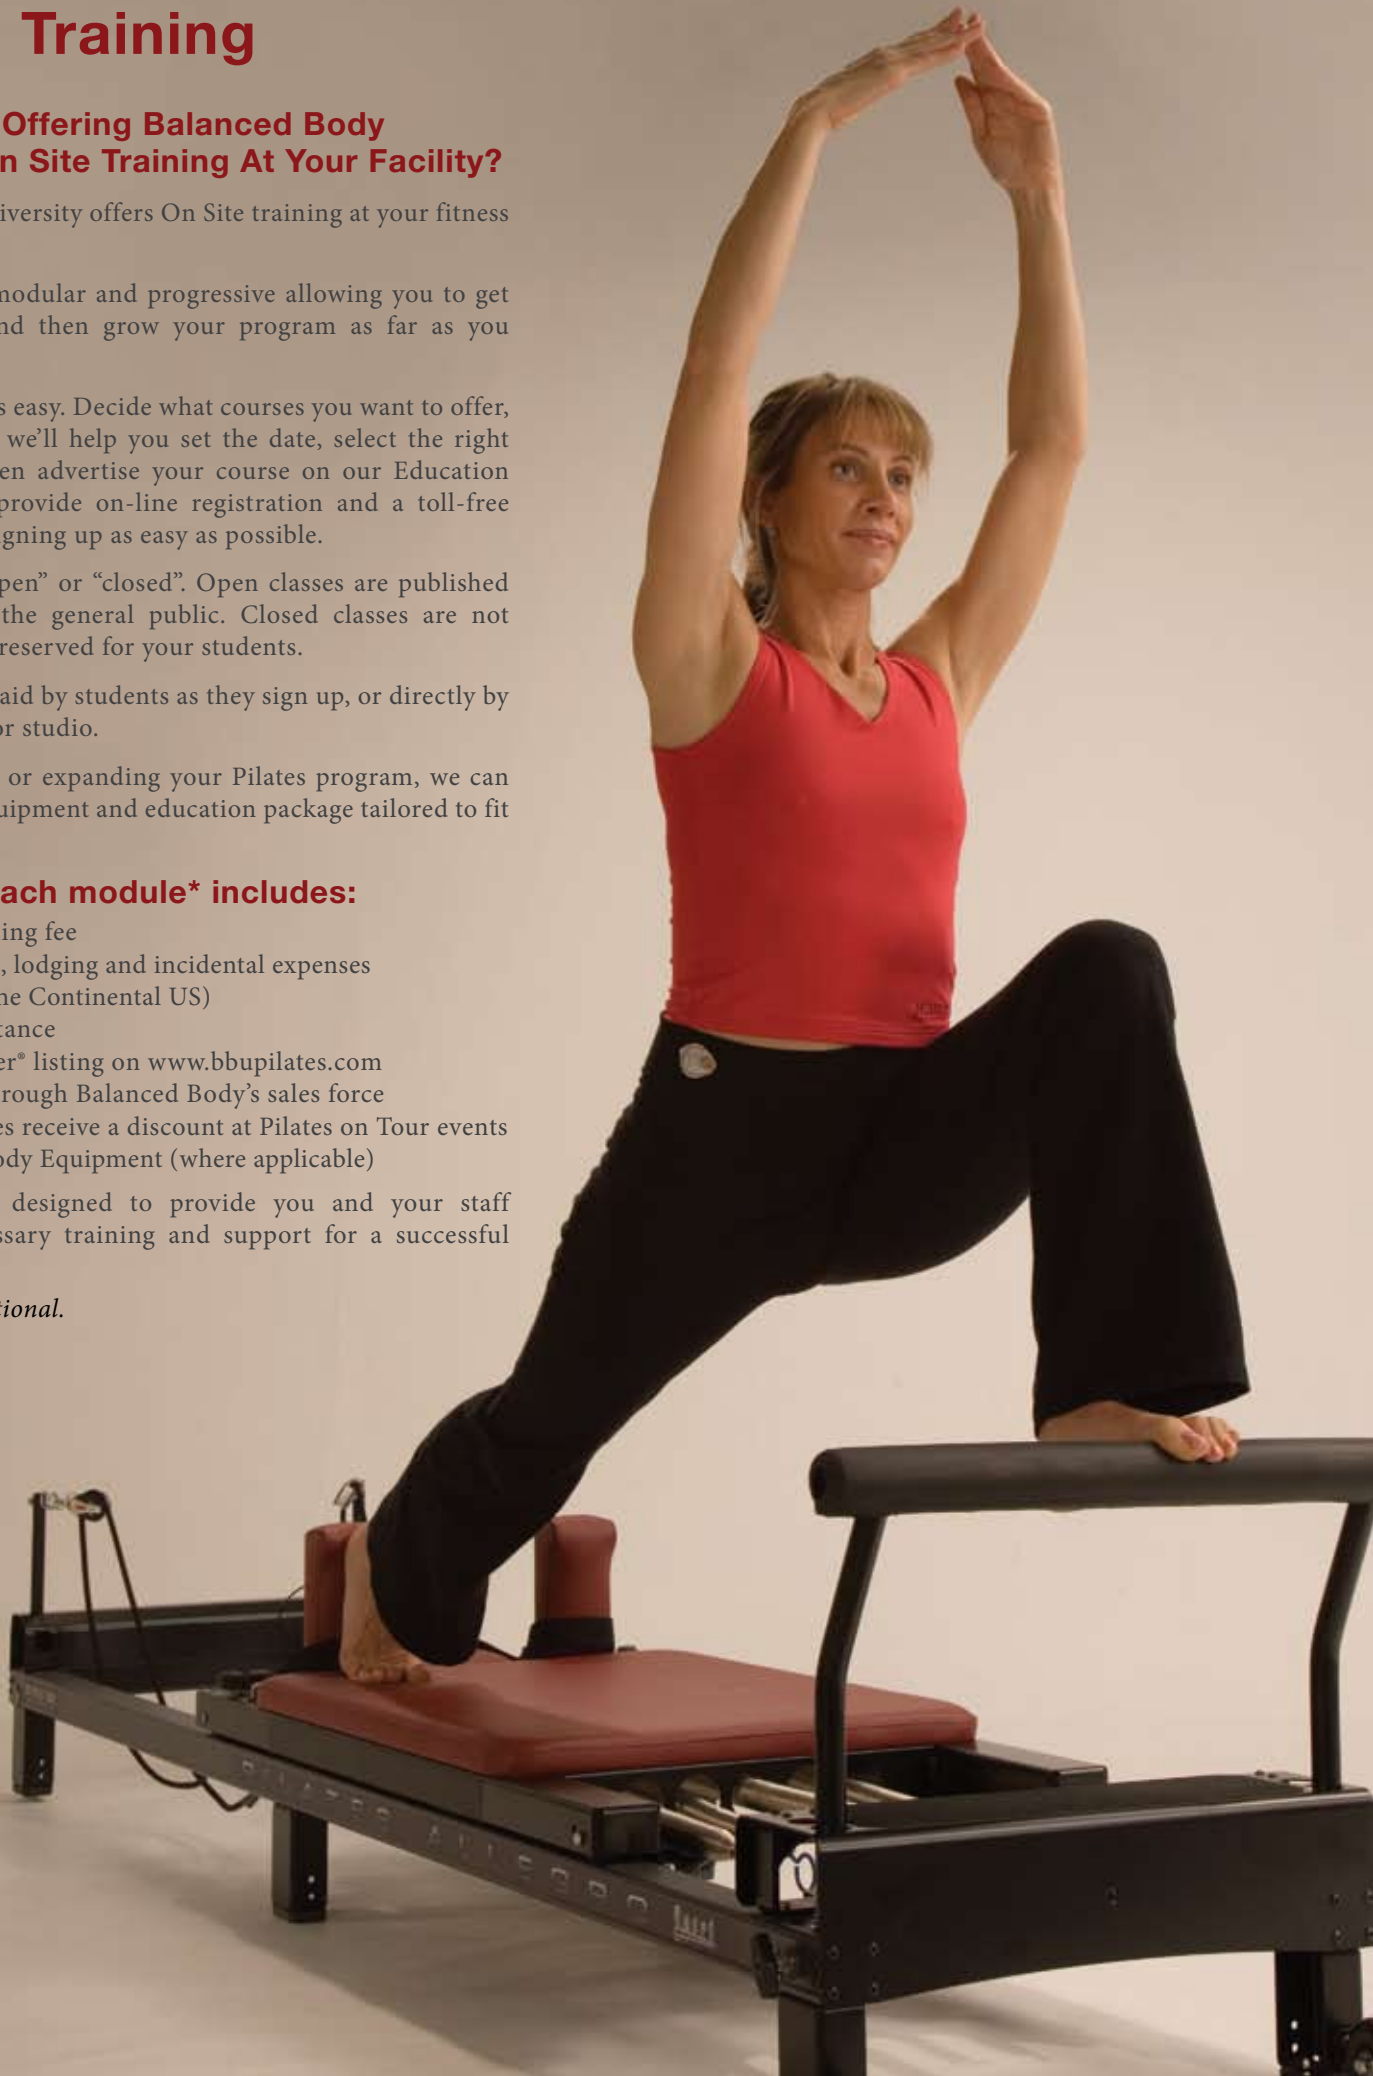 Training
Offering Balanced Body
n Site Training At Your Facility?
iversity offers On Site training at your fitness
modular and progressive allowing you to get
nd then grow your program as far as you
s easy. Decide what courses you want to offer,
we’ll help you set the date, select the right
en advertise your course on our Education
provide on-line registration and a toll-free
gning up as easy as possible.
pen” or “closed”. Open classes are published
the general public. Closed classes are not
reserved for your students.
aid by students as they sign up, or directly by
or studio.
or expanding your Pilates program, we can
uipment and education package tailored to fit
ach module* includes:
ing fee
, lodging and incidental expenses
ne Continental US)
tance
er® listing on www.bbupilates.com
rough Balanced Body’s sales force
es receive a discount at Pilates on Tour events
ody Equipment (where applicable)
designed to provide you and your staff
ssary training and support for a successful
tional.